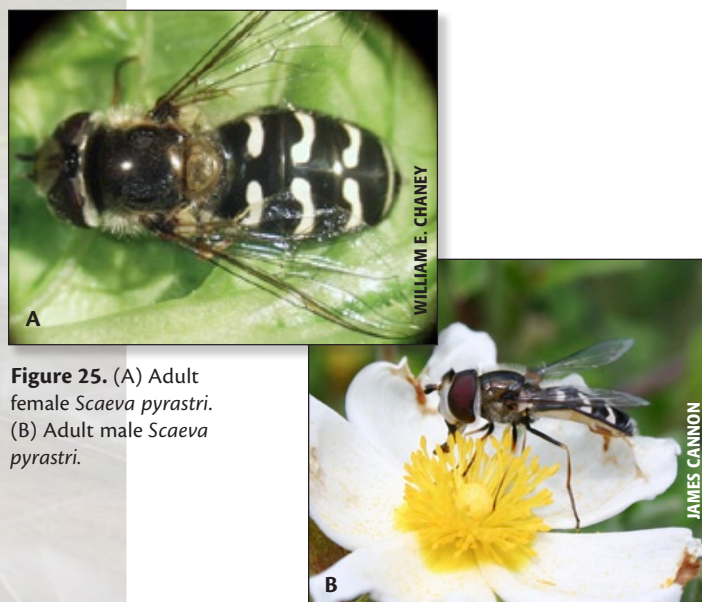 A
WILLIAM E. CHANEY
Figure 25. (A) Adult
female Scaeva pyrastri.
(B) Adult male Scaeva
pyrastri.
JAMES CANNON
B